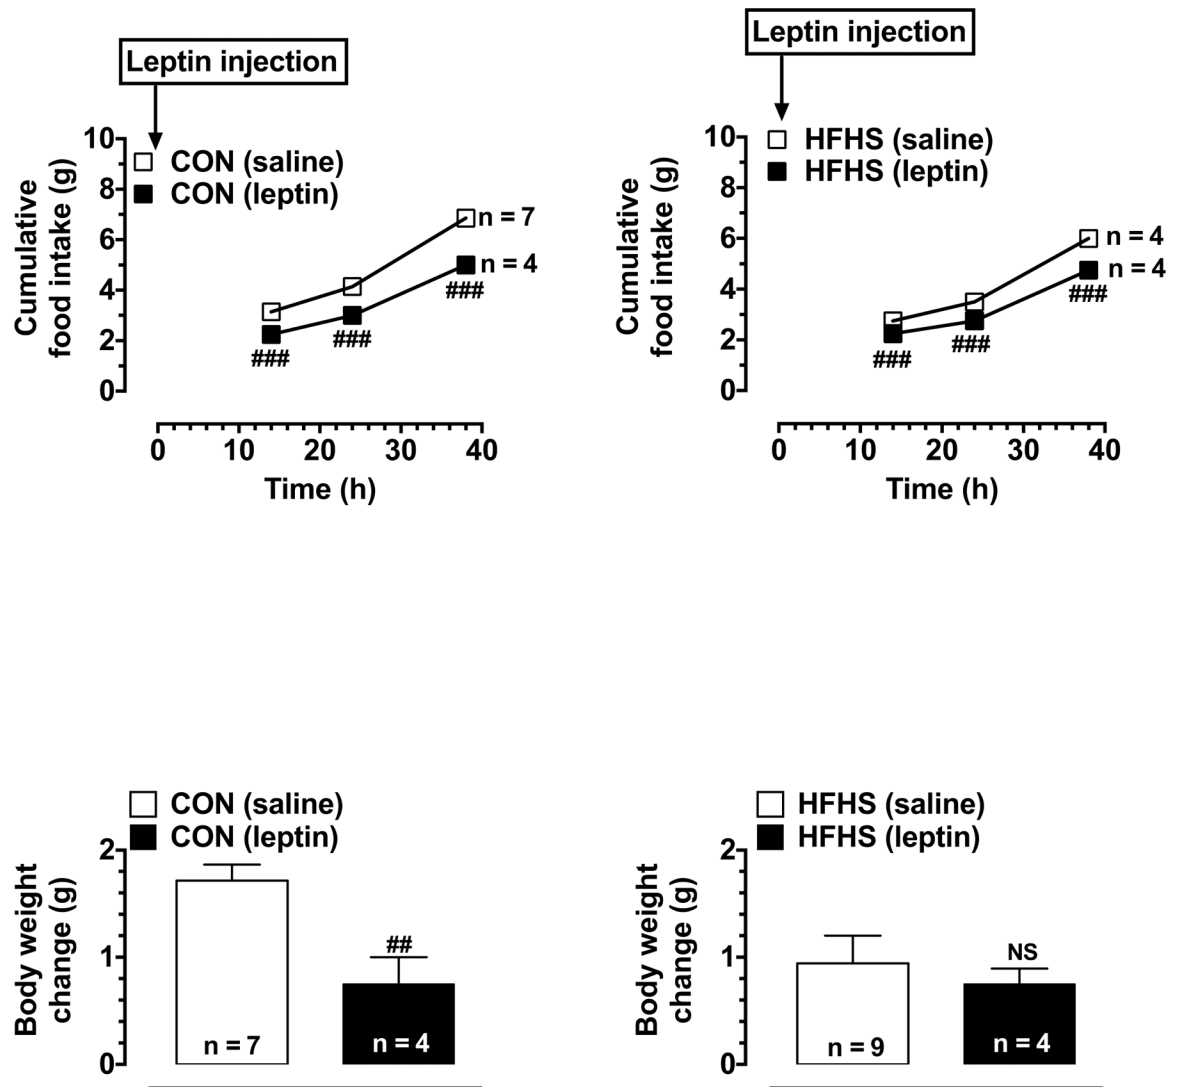 Leptin injection
10
8
6
4
2
0
Cumulative
food intake (g)
CON (saline)
CON (leptin)
n = 7
n = 4
###
###
###
0 10 20 30 40
Time (h)
Leptin injection
10
8
6
4
2
0
Cumulative
food intake (g)
HFHS (saline)
HFHS (leptin)
n = 4
n = 4
###
###
###
0 10 20 30 40
Time (h)
CON (saline)
CON (leptin)
2
1
0
Body weight
change (g)
##
n = 7
n = 4
HFHS (saline)
HFHS (leptin)
2
1
0
Body weight
change (g)
NS
n = 9
n = 4